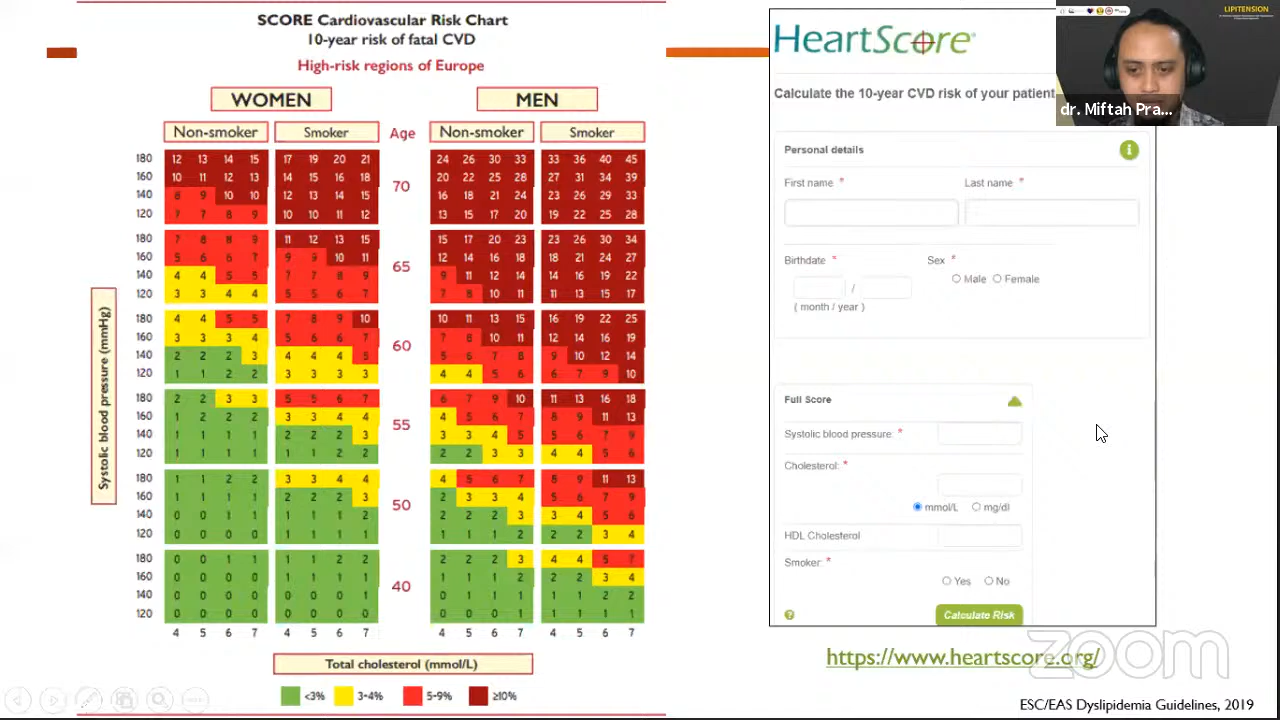 SCORE Cardiovascular Risk Chart
10-year risk of fatal CVD
High-risk regions of Europe
WOMEN
MEN
Non-smoker
Smoker
Age
Non-smoker
Smoker
180 12 13 14 15 17 19 20 21 24 26 30 33 33 36 40 45
160 10 11 12 13 14 15 16 18 20 22 25 28 27 31 34 39
70
140 8 9 10 10 12 13 14 15 16 18 21 24 23 26 29 33
120 7 7 8 9 10 10 11 12 13 15 17 20 19 22 25 28
180 7 8 8 9 11 12 13 15 15 17 20 23 23 26 30 34
160 5 6 6 7 9 9 10 11 12 14 16 18 18 21 24 27
65
140 4 4 5 5 7 7 8 9 9 11 12 14 14 16 19 22
120 3 3 4 4 5 5 6 7 7 8 10 11 11 13 15 17
180 4 4 5 5 7 8 9 10 10 11 13 15 16 19 22 25
160 3 3 3 4 5 6 6 7 7 8 10 11 12 14 16 19
60
140 2 2 2 3 4 4 4 5 5 6 7 8 9 10 12 14
120 1 1 2 2 3 3 3 3 4 4 5 6 6 7 9 10
180 2 2 3 3 5 5 6 7 6 7 9 10 11 13 16 18
160 1 2 2 2 3 3 4 4 4 5 6 7 8 9 11 13
55
140 1 1 1 1 2 2 2 3 3 3 4 5 5 6 7 9
120 1 1 1 1 1 1 2 2 2 2 3 3 4 4 5 6
180 1 1 2 2 3 3 4 4 4 5 6 7 8 9 11 13
160 1 1 1 1 2 2 2 3 2 3 3 4 5 6 7 9
50
140 0 0 1 1 1 1 1 2 2 2 2 3 3 4 5 6
120 0 0 0 0 1 1 1 1 1 1 1 2 2 2 3 4
180 0 0 1 1 1 1 2 2 2 2 2 3 4 4 5 7
160 0 0 0 0 1 1 1 1 1 1 1 2 2 2 3 4
40
140 0 0 0 0 0 0 0 1 0 1 1 1 1 1 2 2
120 0 0 0 0 0 0 0 0 0 0 1 1 1 1 1 1
4 5 6 7 4 5 6 7 4 5 6 7 4 5 6 7
Systolic blood pressure (mmHg)
Total cholesterol (mmol/L)
<3% 3-4% 5-9% ≥10%
HeartScore®
Calculate the 10-year CVD risk of your patient
Personal details
First name * Last name *
Birthdate * Sex *
/
Male Female
( month / year )
Full Score
Systolic blood pressure: *
Cholesterol: *
mmol/L mg/dl
HDL Cholesterol
Smoker: *
Yes No
Calculate Risk
LIPITENSION
dr. Miftah Pra...
https://www.heartscore.org/
zoom
ESC/EAS Dyslipidemia Guidelines, 2019